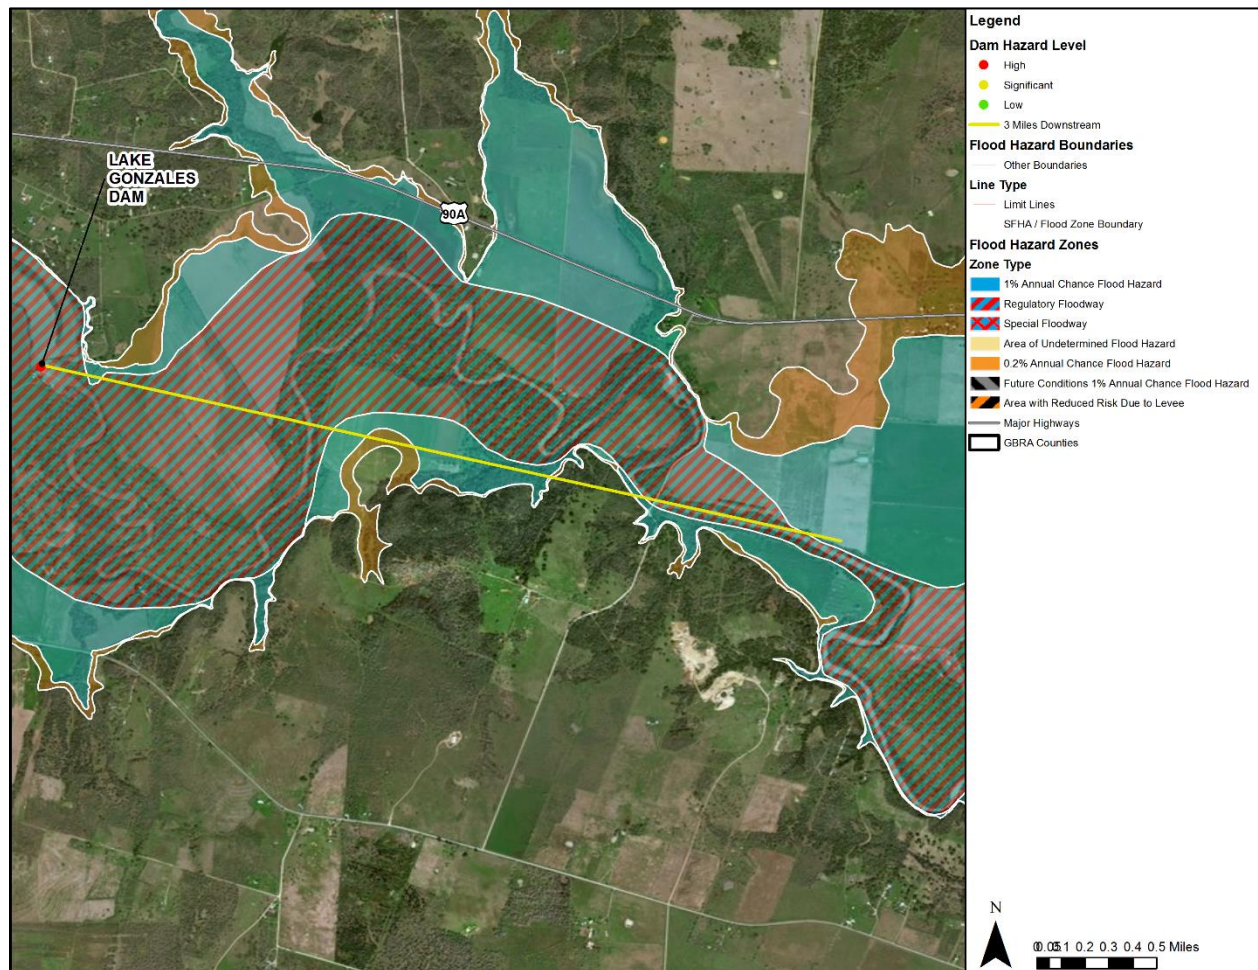 LAKE
GONZALES
DAM
90A
Legend
Dam Hazard Level
High
Significant
Low
3 Miles Downstream
Flood Hazard Boundaries
Other Boundaries
Line Type
Limit Lines
SFHA / Flood Zone Boundary
Flood Hazard Zones
Zone Type
1% Annual Chance Flood Hazard
Regulatory Floodway
Special Floodway
Area of Undetermined Flood Hazard
0.2% Annual Chance Flood Hazard
Future Conditions 1% Annual Chance Flood Hazard
Area with Reduced Risk Due to Levee
Major Highways
GBRA Counties
N
0 0.05 0.1 0.2 0.3 0.4 0.5 Miles